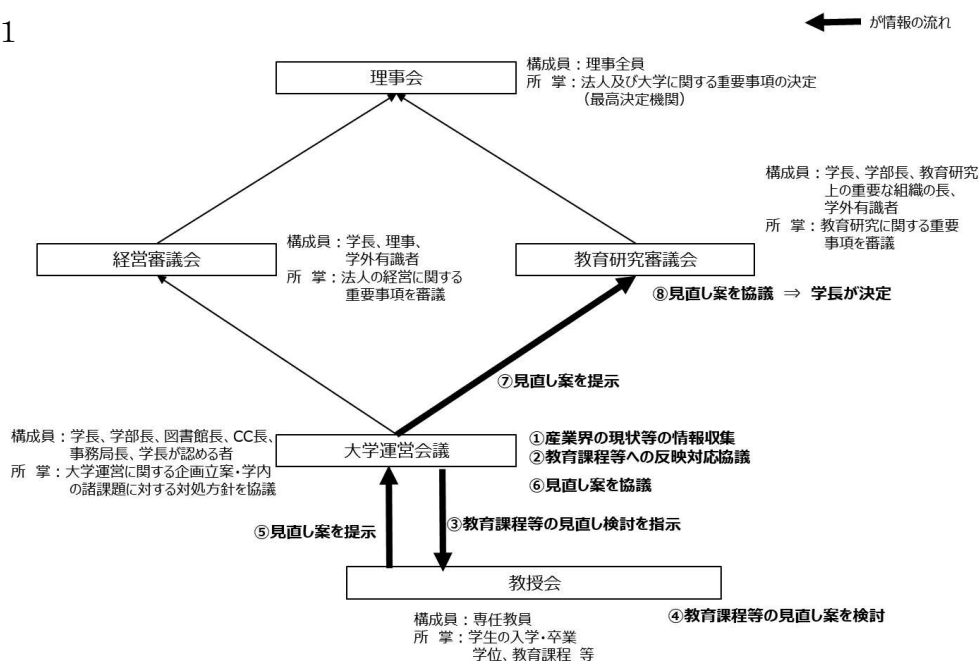 1
が情報の流れ
理事会
構成員：理事全員
所 掌：法人及び大学に関する重要事項の決定
（最高決定機関）
構成員：学長、学部長、教育研究
上の重要な組織の長、
学外有識者
所 掌：教育研究に関する重要
事項を審議
経営審議会
構成員：学長、理事、
学外有識者
所 掌：法人の経営に関する
重要事項を審議
教育研究審議会
⑧見直し案を協議 ⇒ 学長が決定
⑦見直し案を提示
構成員：学長、学部長、図書館長、CC長、
事務局長、学長が認める者
所 掌：大学運営に関する企画立案・学内
の諸課題に対する対処方針を協議
大学運営会議
①産業界の現状等の情報収集
②教育課程等への反映対応協議
⑥見直し案を協議
⑤見直し案を提示
③教育課程等の見直し検討を指示
教授会
④教育課程等の見直し案を検討
構成員：専任教員
所 掌：学生の入学・卒業
学位、教育課程 等